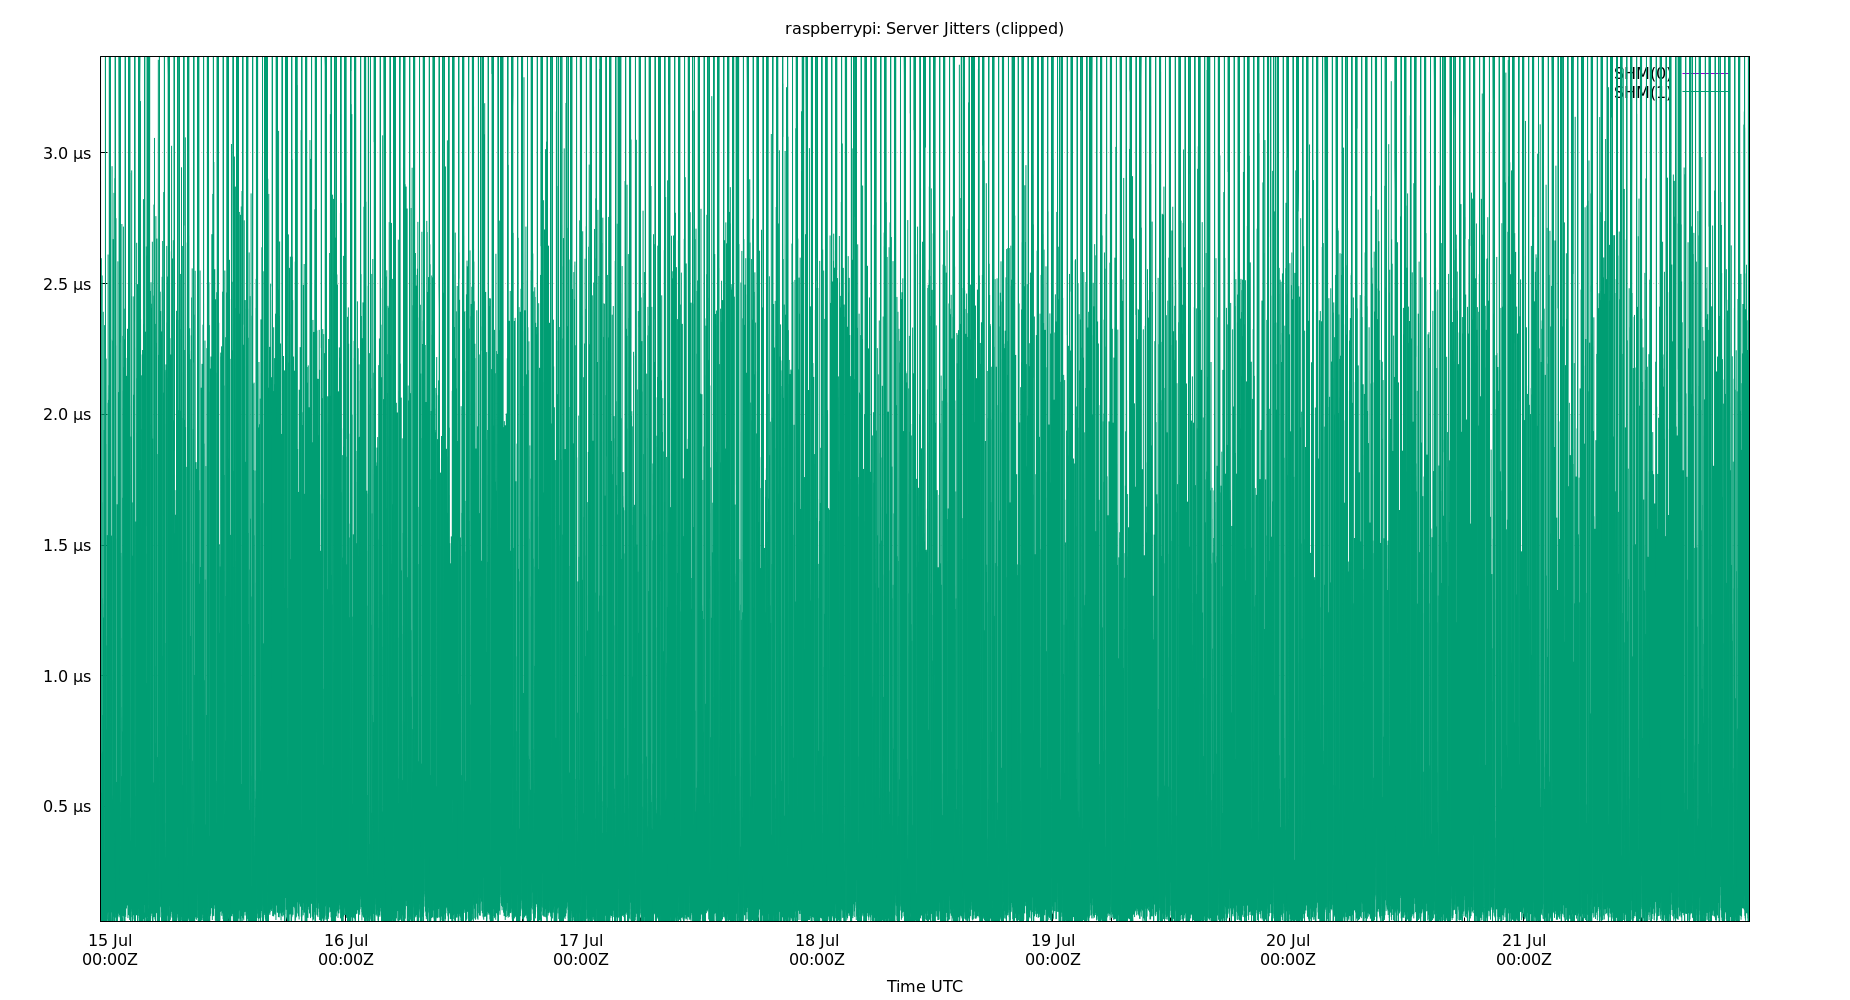 raspberrypi: Server Jitters (clipped)
SHM(0)
SHM(1)
3.0 μs
2.5 μs
2.0 μs
1.5 μs
1.0 μs
0.5 μs
15 Jul 16 Jul 17 Jul 18 Jul 19 Jul 20 Jul 21 Jul
00:00Z 00:00Z 00:00Z 00:00Z 00:00Z 00:00Z 00:00Z
Time UTC